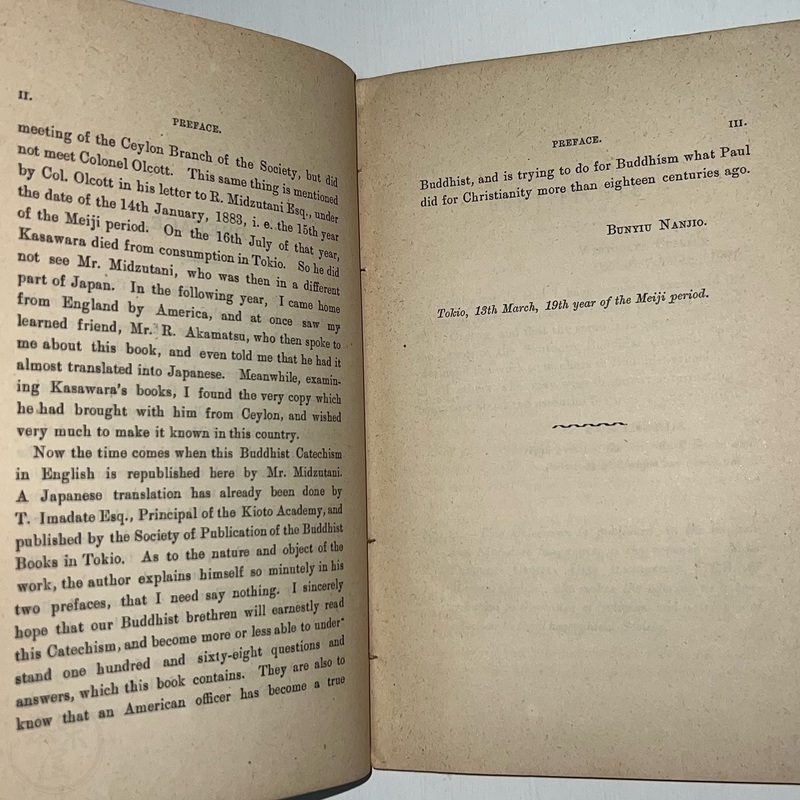 II.
PREFACE.
meeting of the Ceylon Branch of the Society, but did
not meet Colonel Olcott. This same thing is mentioned
by Col. Olcott in his letter to R. Midzutani Esq., under
the date of the 14th January, 1883, i. e. the 15th year
of the Meiji period. On the 16th July of that year,
Kasawara died from consumption in Tokio. So he did
not see Mr. Midzutani, who was then in a different
part of Japan. In the following year, I came home
from England by America, and at once saw my
learned friend, Mr. R. Akamatsu, who then spoke to
me about this book, and even told me that he had it
almost translated into Japanese. Meanwhile, examin-
ing Kasawara's books, I found the very copy which
he had brought with him from Ceylon, and wished
very much to make it known in this country.
Now the time comes when this Buddhist Catechism
in English is republished here by Mr. Midzutani.
A Japanese translation has already been done by
T. Imadate Esq., Principal of the Kioto Academy, and
published by the Society of Publication of the Buddhist
Books in Tokio. As to the nature and object of the
work, the author explains himself so minutely in his
two prefaces, that I need say nothing. I sincerely
hope that our Buddhist brethren will earnestly read
this Catechism, and become more or less able to under-
stand one hundred and sixty-eight questions and
answers, which this book contains. They are also to
know that an American officer has become a true
III.
PREFACE.
Buddhist, and is trying to do for Buddhism what Paul
did for Christianity more than eighteen centuries ago.
BUNYIU NANJIO.
Tokio, 13th March, 19th year of the Meiji period.